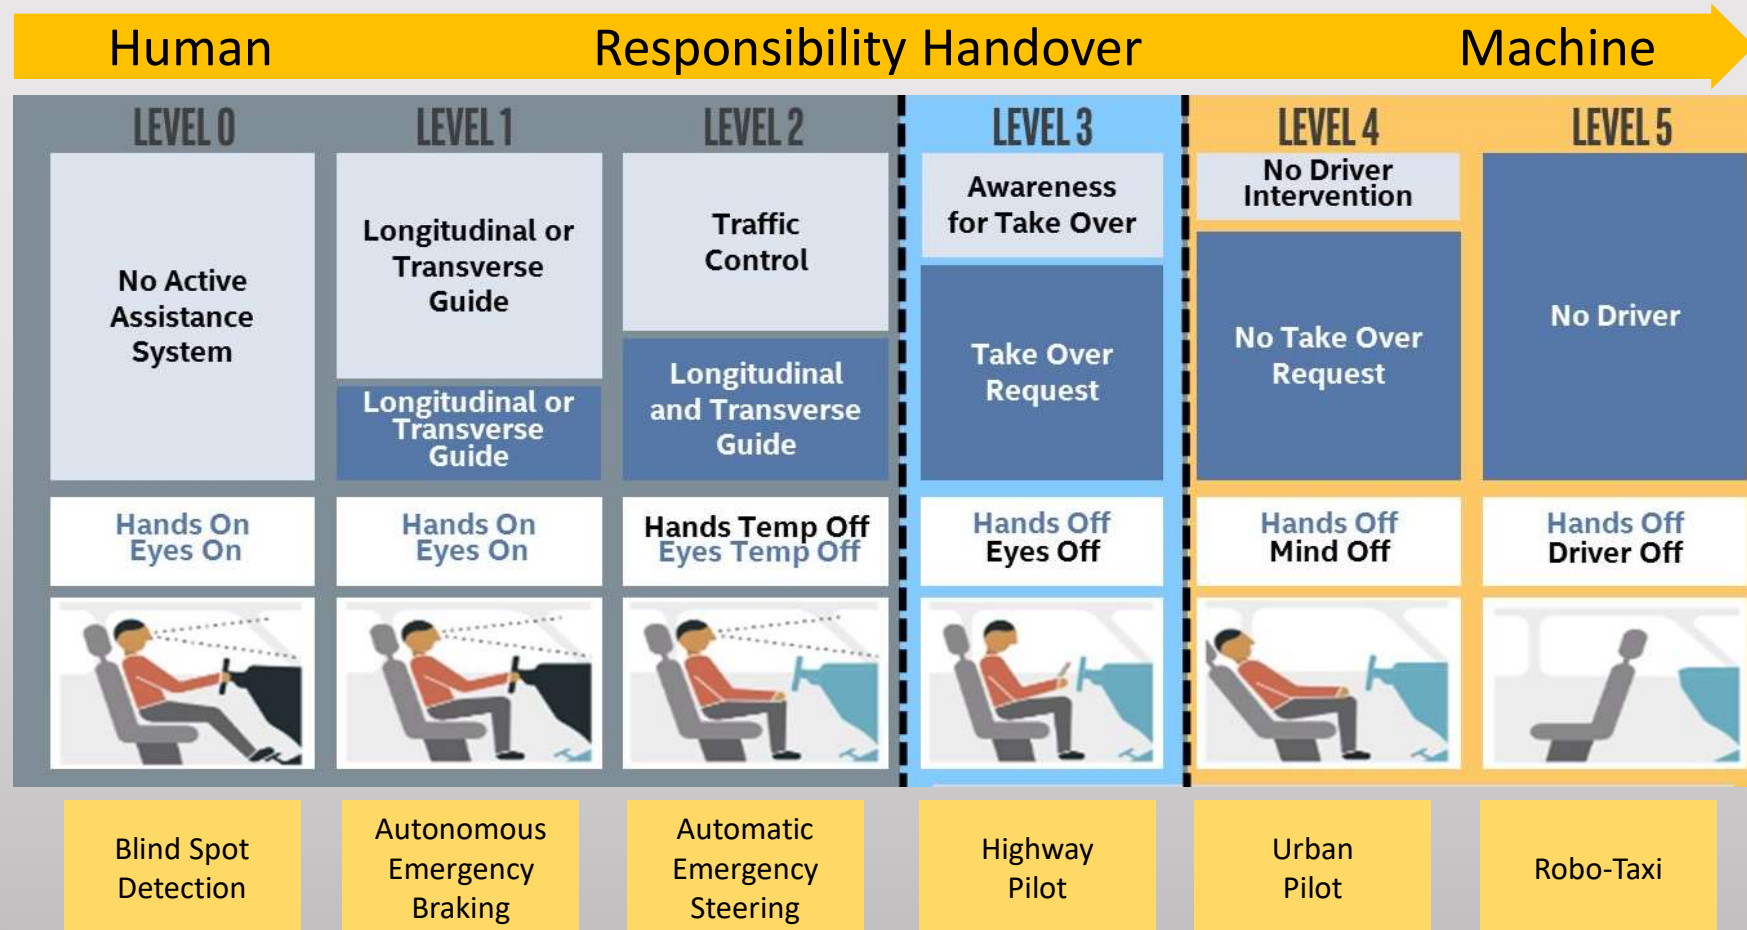 Human Responsibility Handover Machine
LEVEL 0
LEVEL 1
LEVEL 2
LEVEL 3
LEVEL 4
LEVEL 5
No Active
Assistance
System
Longitudinal or
Transverse
Guide
Longitudinal or
Transverse
Guide
Traffic
Control
Longitudinal
and Transverse
Guide
Awareness
for Take Over
Take Over
Request
No Driver
Intervention
No Take Over
Request
No Driver
Hands On
Eyes On
Hands On
Eyes On
Hands Temp Off
Eyes Temp Off
Hands Off
Eyes Off
Hands Off
Mind Off
Hands Off
Driver Off
Blind Spot
Detection
Autonomous
Emergency
Braking
Automatic
Emergency
Steering
Highway
Pilot
Urban
Pilot
Robo-Taxi